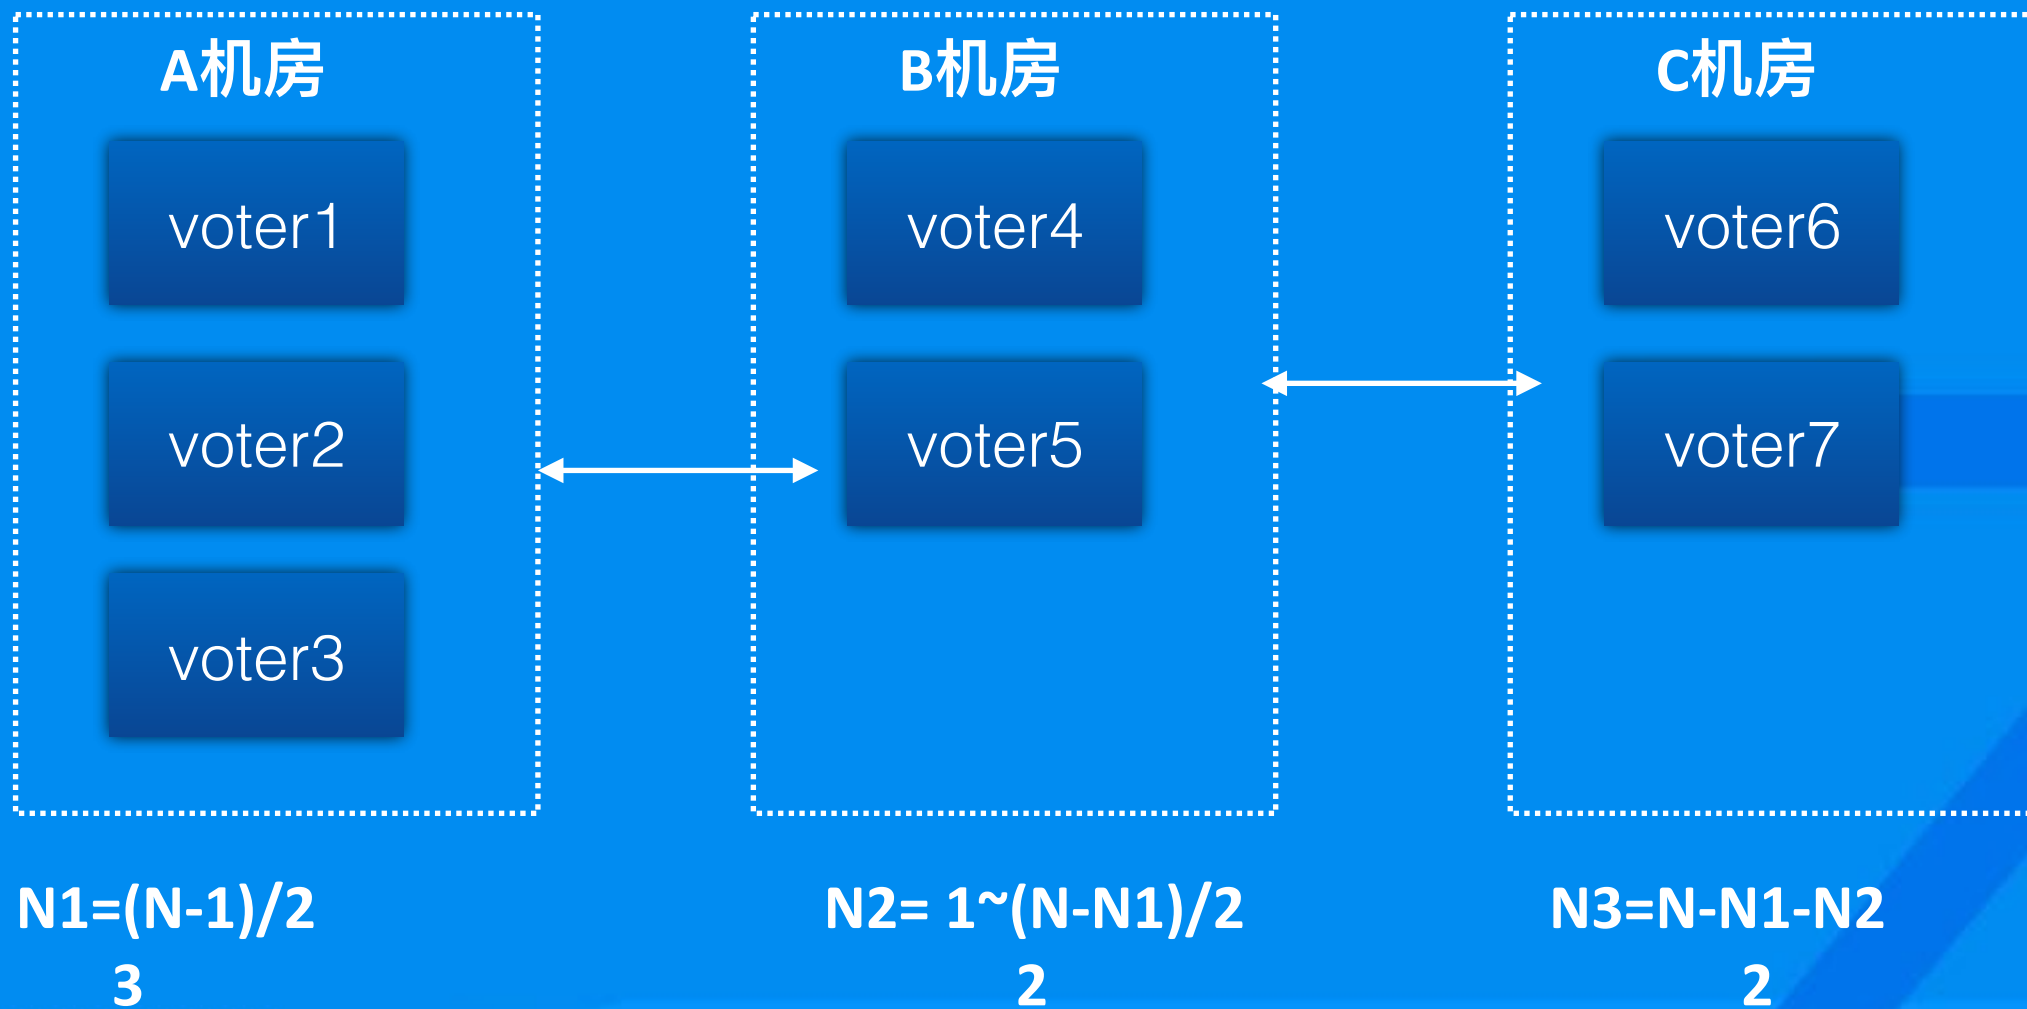 A机房
B机房
C机房
voter1
voter4
voter6
voter2
voter5
voter7
voter3
N1=(N-1)/2
N2= 1~(N-N1)/2
N3=N-N1-N2
3
2
2